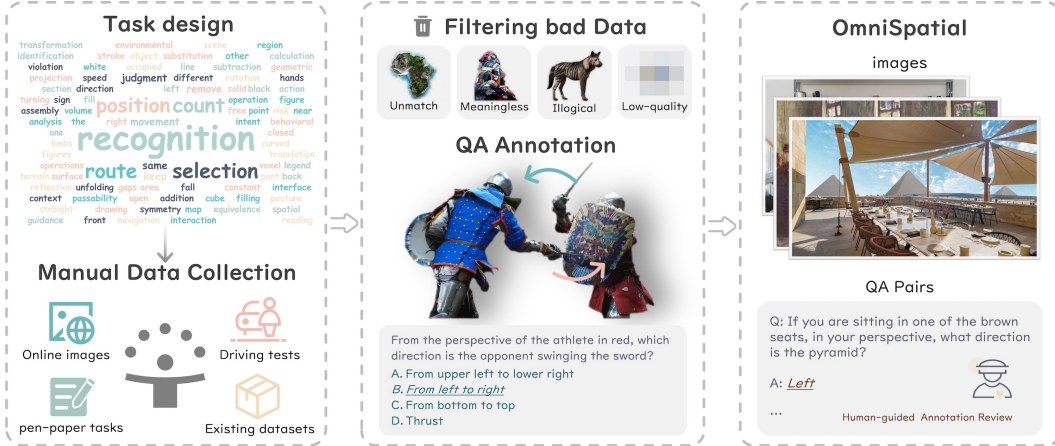 Task design
transformation environmental scene region
identification stroke object substitution other calculation
violation white occupied line subtraction geometric
projection speed judgment different rotation hands
section direction left remove solid black action
turning sign fill position count operation figure
assembly volume free point risk near
analysis the right movement intent behavioral
one recognition closed
limbs curved
figures translation
operations route same selection voxel legend
terrain surface keep part back
reflection unfolding gaps area fall constant interface
context passability open addition cube filling posture
straight drawing symmetry map equivalence spatial
guidance front navigation interaction reading
Manual Data Collection
Online images
Driving tests
pen-paper tasks
Existing datasets
Filtering bad Data
Unmatch
Meaningless
Illogical
Low-quality
QA Annotation
From the perspective of the athlete in red, which
direction is the opponent swinging the sword?
A. From upper left to lower right
B. From left to right
C. From bottom to top
D. Thrust
OmniSpatial
images
QA Pairs
Q: If you are sitting in one of the brown
seats, in your perspective, what direction
is the pyramid?
A: Left
...
Human-guided Annotation Review